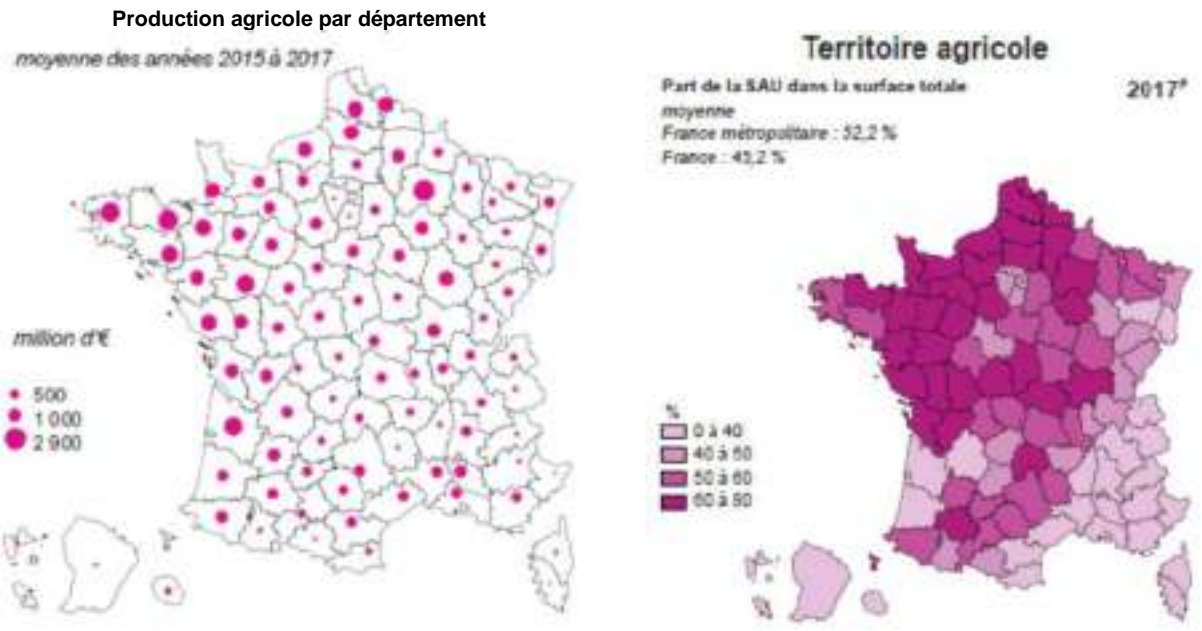 Production agricole par département
moyenne des années 2015 à 2017
million d'€
500
1 000
2 900
Territoire agricole
Part de la SAU dans la surface totale
2017ᵖ
moyenne
France métropolitaine : 52,2 %
France : 45,2 %
%
0 à 40
40 à 50
50 à 60
60 à 80